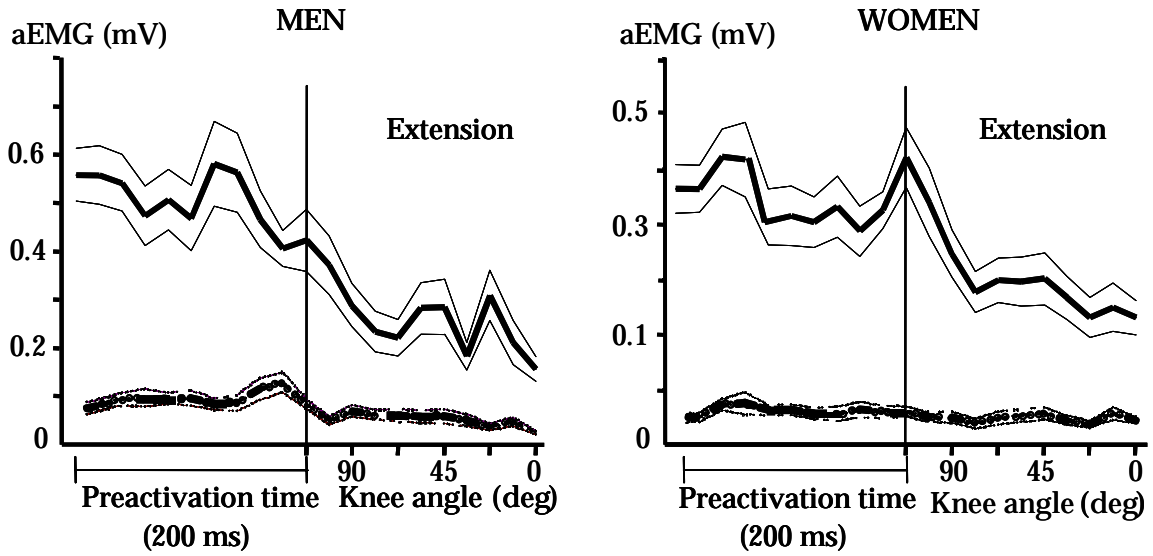 MEN
aEMG (mV)
Extension
0.6
0.4
0.2
0
90 45 0
Preactivation time Knee angle (deg)
(200 ms)
WOMEN
aEMG (mV)
0.5
Extension
0.3
0.1
0
90 45 0
Preactivation time Knee angle (deg)
(200 ms)